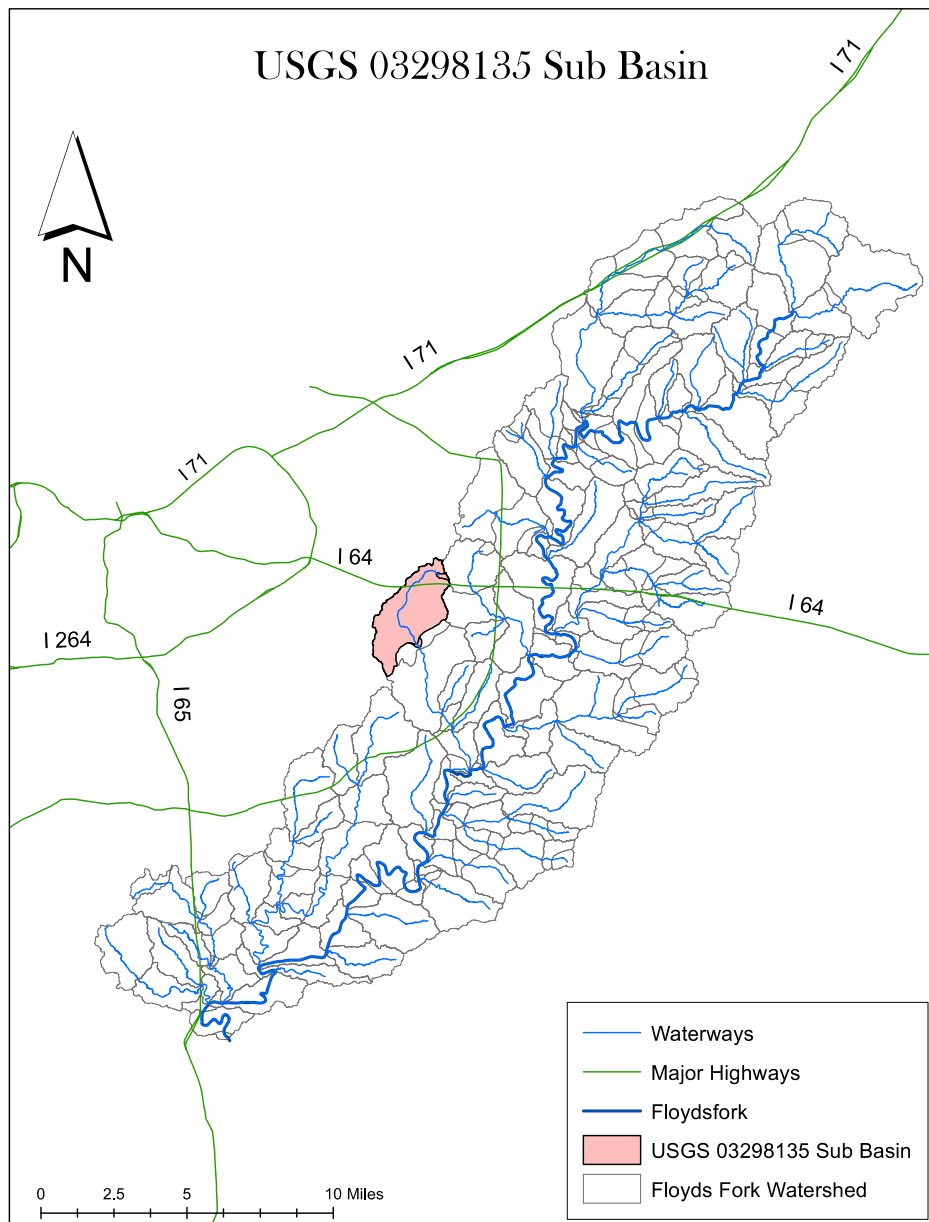 USGS 03298135 Sub Basin
I 71
N
I 71
I 71
I 64
I 64
I 264
I 65
Waterways
Major Highways
Floydsfork
USGS 03298135 Sub Basin
Floyds Fork Watershed
0 2.5 5 10 Miles